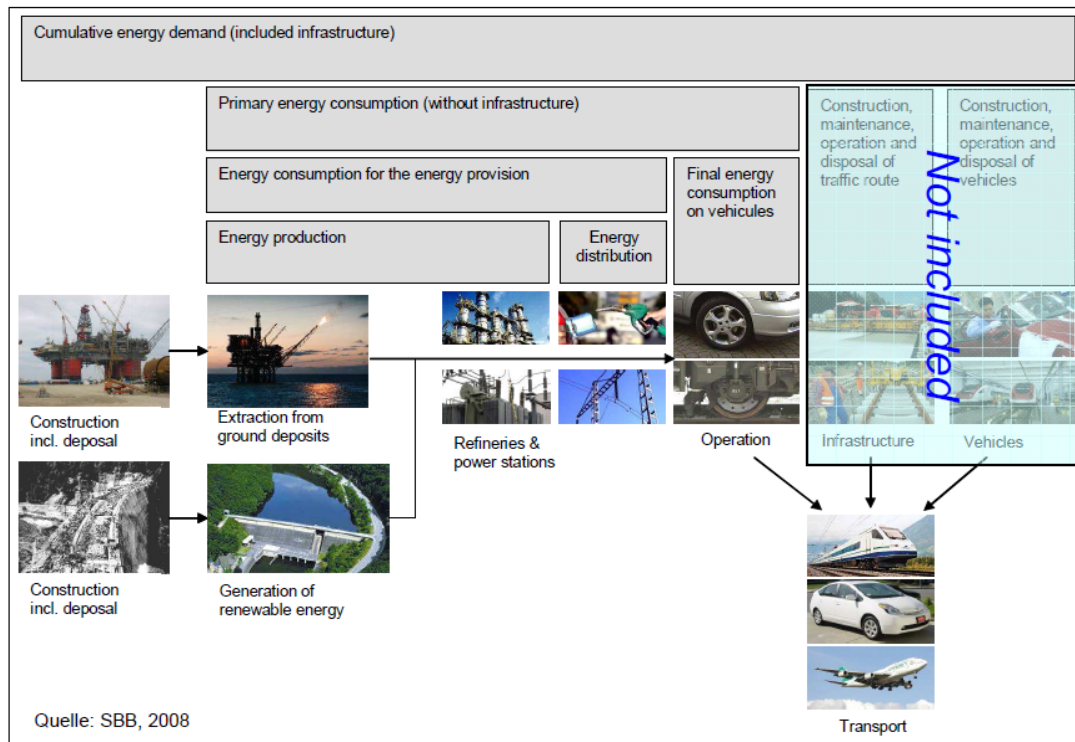 Cumulative energy demand (included infrastructure)
Primary energy consumption (without infrastructure)
Construction,
maintenance,
operation and
disposal of
traffic route
Construction,
maintenance,
operation and
disposal of
vehicles
Not included
Energy consumption for the energy provision
Final energy
consumption
on vehicules
Energy production
Energy
distribution
Construction
incl. deposal
Extraction from
ground deposits
Refineries &
power stations
Operation
Infrastructure
Vehicles
Construction
incl. deposal
Generation of
renewable energy
Transport
Quelle: SBB, 2008